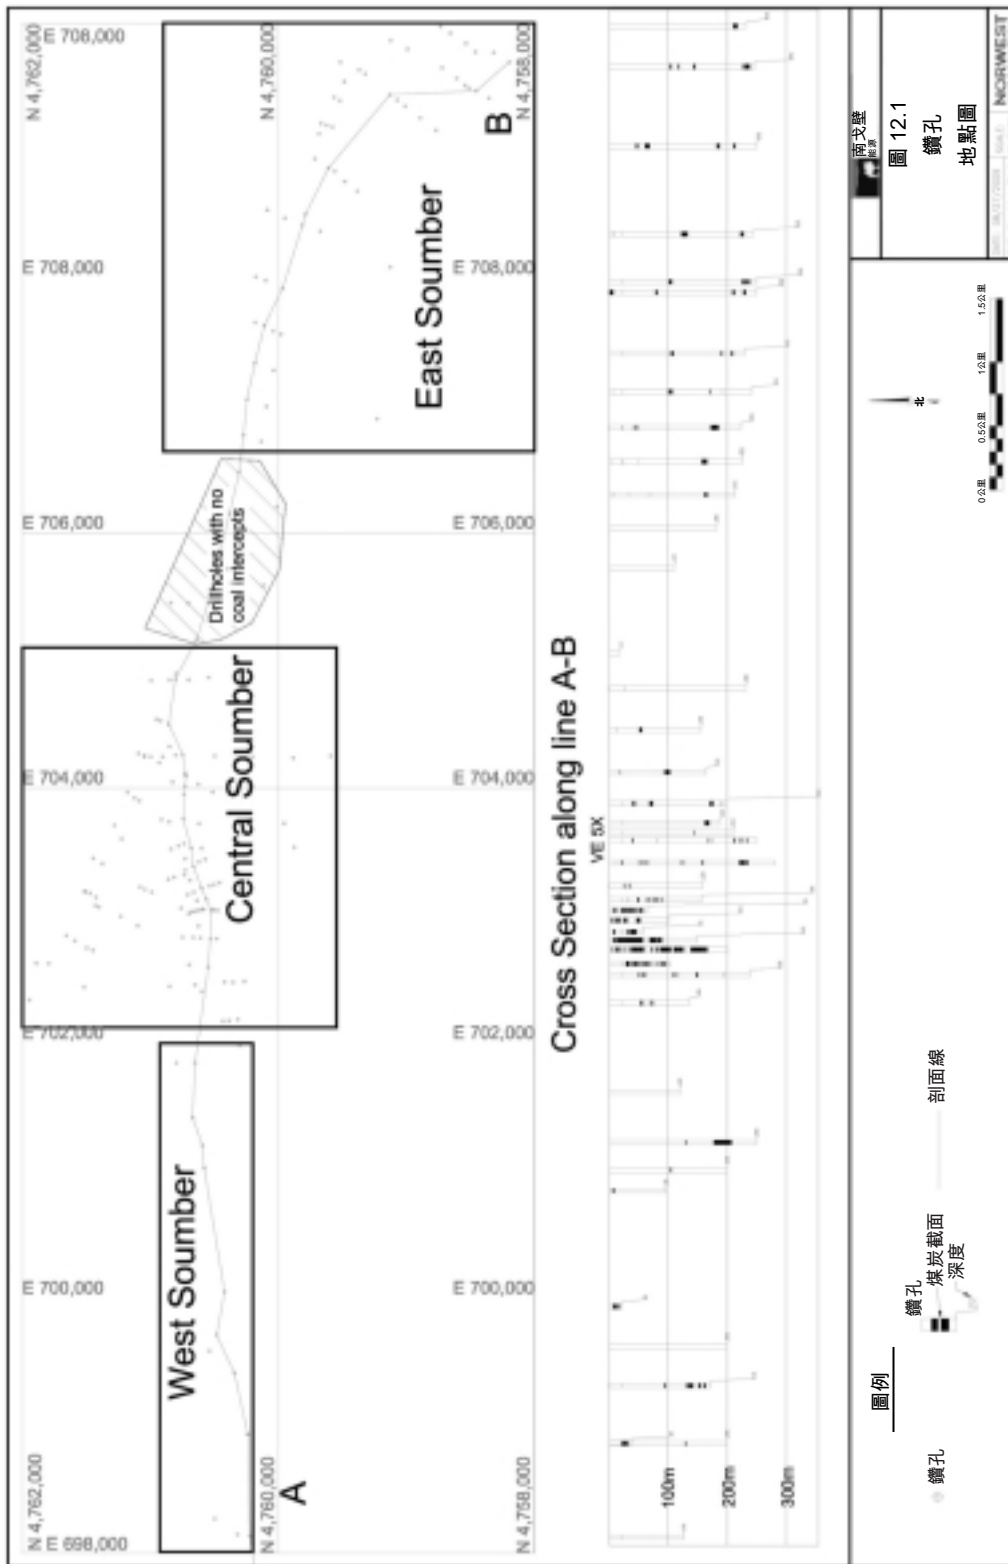 N 4,762,000
N 4,760,000
N 4,758,000
E 698,000
A
West Soumber
E 700,000
E 700,000
E 702,000
E 702,000
Central Soumber
E 704,000
E 704,000
Drillholes with no
coal intercepts
E 706,000
E 706,000
East Soumber
E 708,000
E 708,000
B
N 4,762,000
E 708,000
N 4,760,000
N 4,758,000
Cross Section along line A-B
VE 5X
100m
200m
300m
圖例
鑽孔
鑽孔
煤炭截面
深度
剖面線
北
0公里
0.5公里
1公里
1.5公里
南戈壁
能源
圖 12.1
鑽孔
地點圖
NORWEST